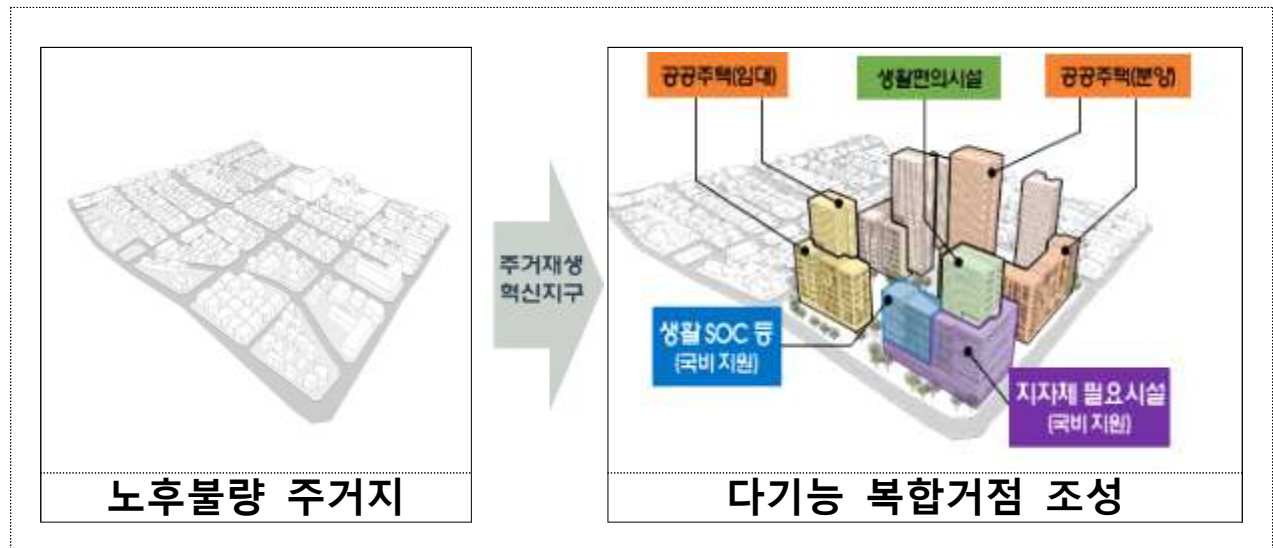 공공주택(임대)
생활편의시설
공공주택(분양)
주거재생
혁신지구
생활 SOC 등
(국비 지원)
지자체 필요시설
(국비 지원)
노후불량 주거지
다기능 복합거점 조성